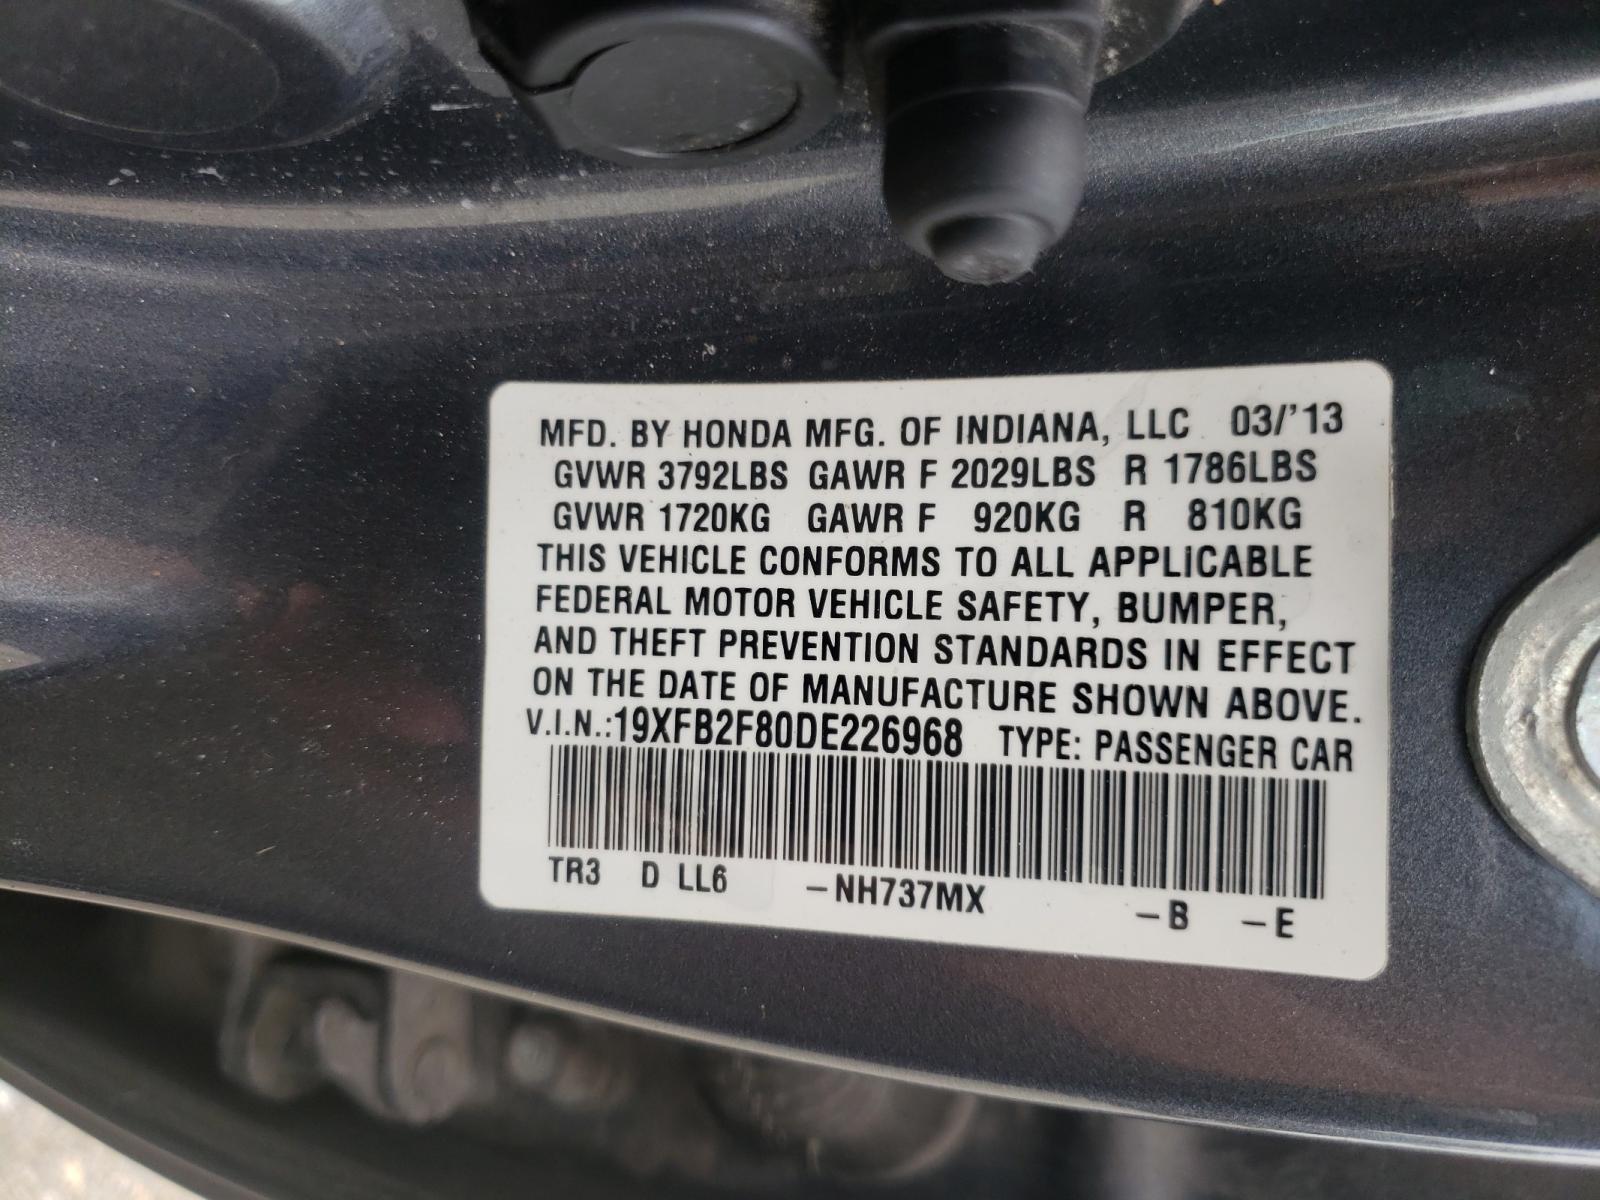 MFD. BY HONDA MFG. OF INDIANA, LLC 03/'13
GVWR 3792LBS GAWR F 2029LBS R 1786LBS
GVWR 1720KG GAWR F 920KG R 810KG
THIS VEHICLE CONFORMS TO ALL APPLICABLE
FEDERAL MOTOR VEHICLE SAFETY, BUMPER,
AND THEFT PREVENTION STANDARDS IN EFFECT
ON THE DATE OF MANUFACTURE SHOWN ABOVE.
V.I.N.:19XFB2F80DE226968 TYPE: PASSENGER CAR
TR3 D LL6 –NH737MX –B –E